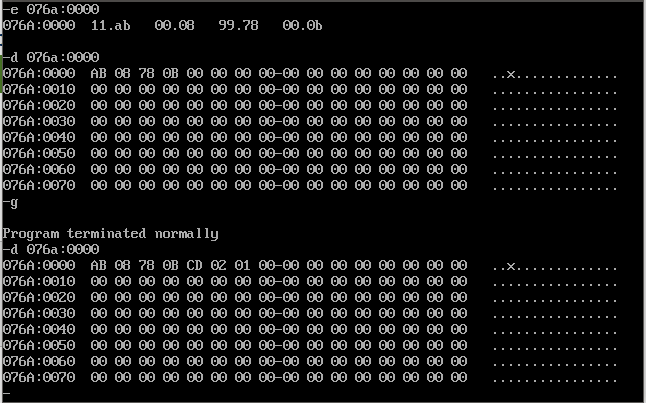 -e 076a:0000
076A:0000  11.ab   00.08   99.78   00.0b

-d 076a:0000
076A:0000  AB 08 78 0B 00 00 00 00-00 00 00 00 00 00 00 00   ..x.............
076A:0010  00 00 00 00 00 00 00 00-00 00 00 00 00 00 00 00   ................
076A:0020  00 00 00 00 00 00 00 00-00 00 00 00 00 00 00 00   ................
076A:0030  00 00 00 00 00 00 00 00-00 00 00 00 00 00 00 00   ................
076A:0040  00 00 00 00 00 00 00 00-00 00 00 00 00 00 00 00   ................
076A:0050  00 00 00 00 00 00 00 00-00 00 00 00 00 00 00 00   ................
076A:0060  00 00 00 00 00 00 00 00-00 00 00 00 00 00 00 00   ................
076A:0070  00 00 00 00 00 00 00 00-00 00 00 00 00 00 00 00   ................
-g

Program terminated normally
-d 076a:0000
076A:0000  AB 08 78 0B CD 02 01 00-00 00 00 00 00 00 00 00   ..x.............
076A:0010  00 00 00 00 00 00 00 00-00 00 00 00 00 00 00 00   ................
076A:0020  00 00 00 00 00 00 00 00-00 00 00 00 00 00 00 00   ................
076A:0030  00 00 00 00 00 00 00 00-00 00 00 00 00 00 00 00   ................
076A:0040  00 00 00 00 00 00 00 00-00 00 00 00 00 00 00 00   ................
076A:0050  00 00 00 00 00 00 00 00-00 00 00 00 00 00 00 00   ................
076A:0060  00 00 00 00 00 00 00 00-00 00 00 00 00 00 00 00   ................
076A:0070  00 00 00 00 00 00 00 00-00 00 00 00 00 00 00 00   ................
-